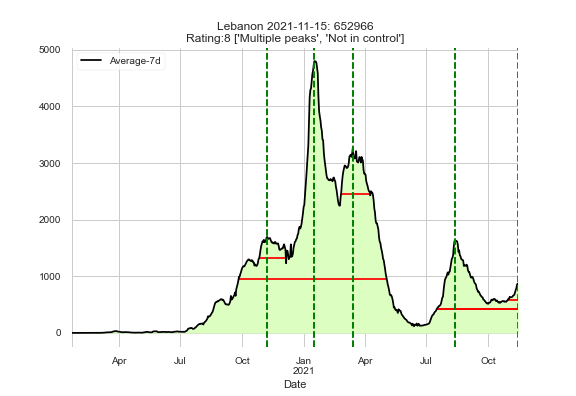 Lebanon 2021-11-15: 652966
Rating:8 ['Multiple peaks', 'Not in control']
5000
Average-7d
4000
3000
2000
1000
0
Apr Jul Oct Jan Apr Jul Oct
2021
Date